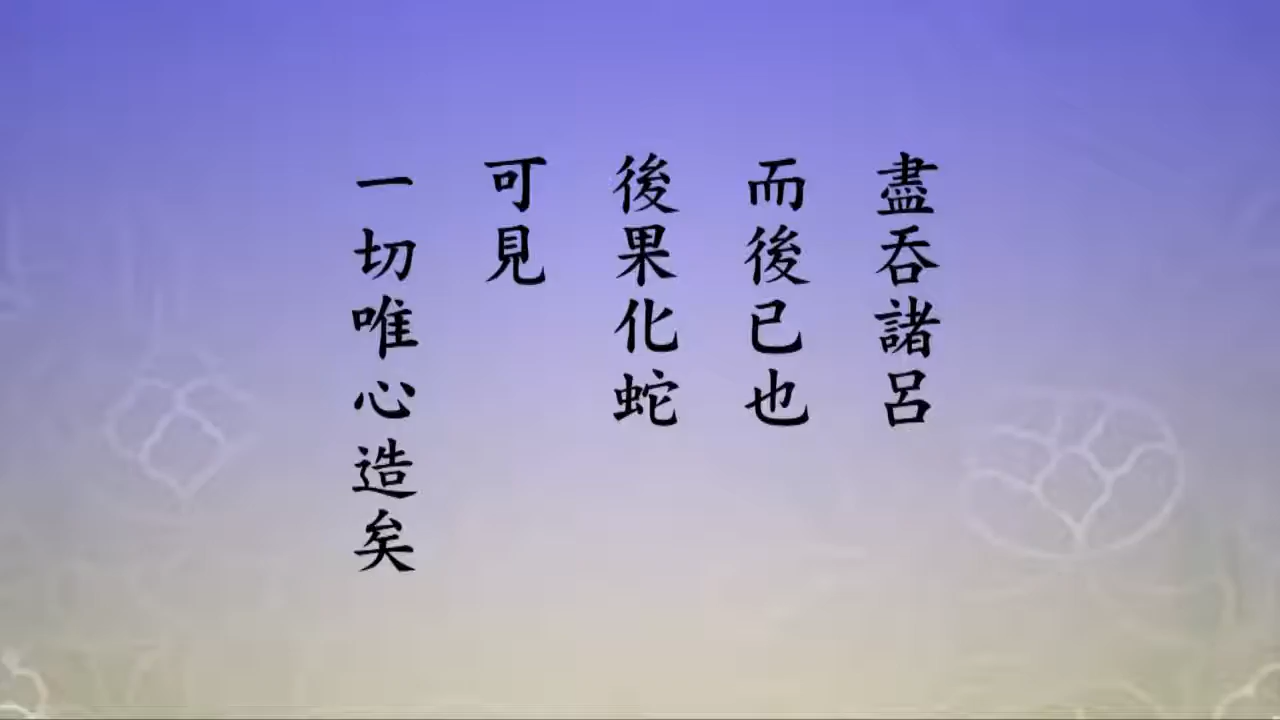 盡吞諸呂
而後已也
後果化蛇
可見
一切唯心造矣